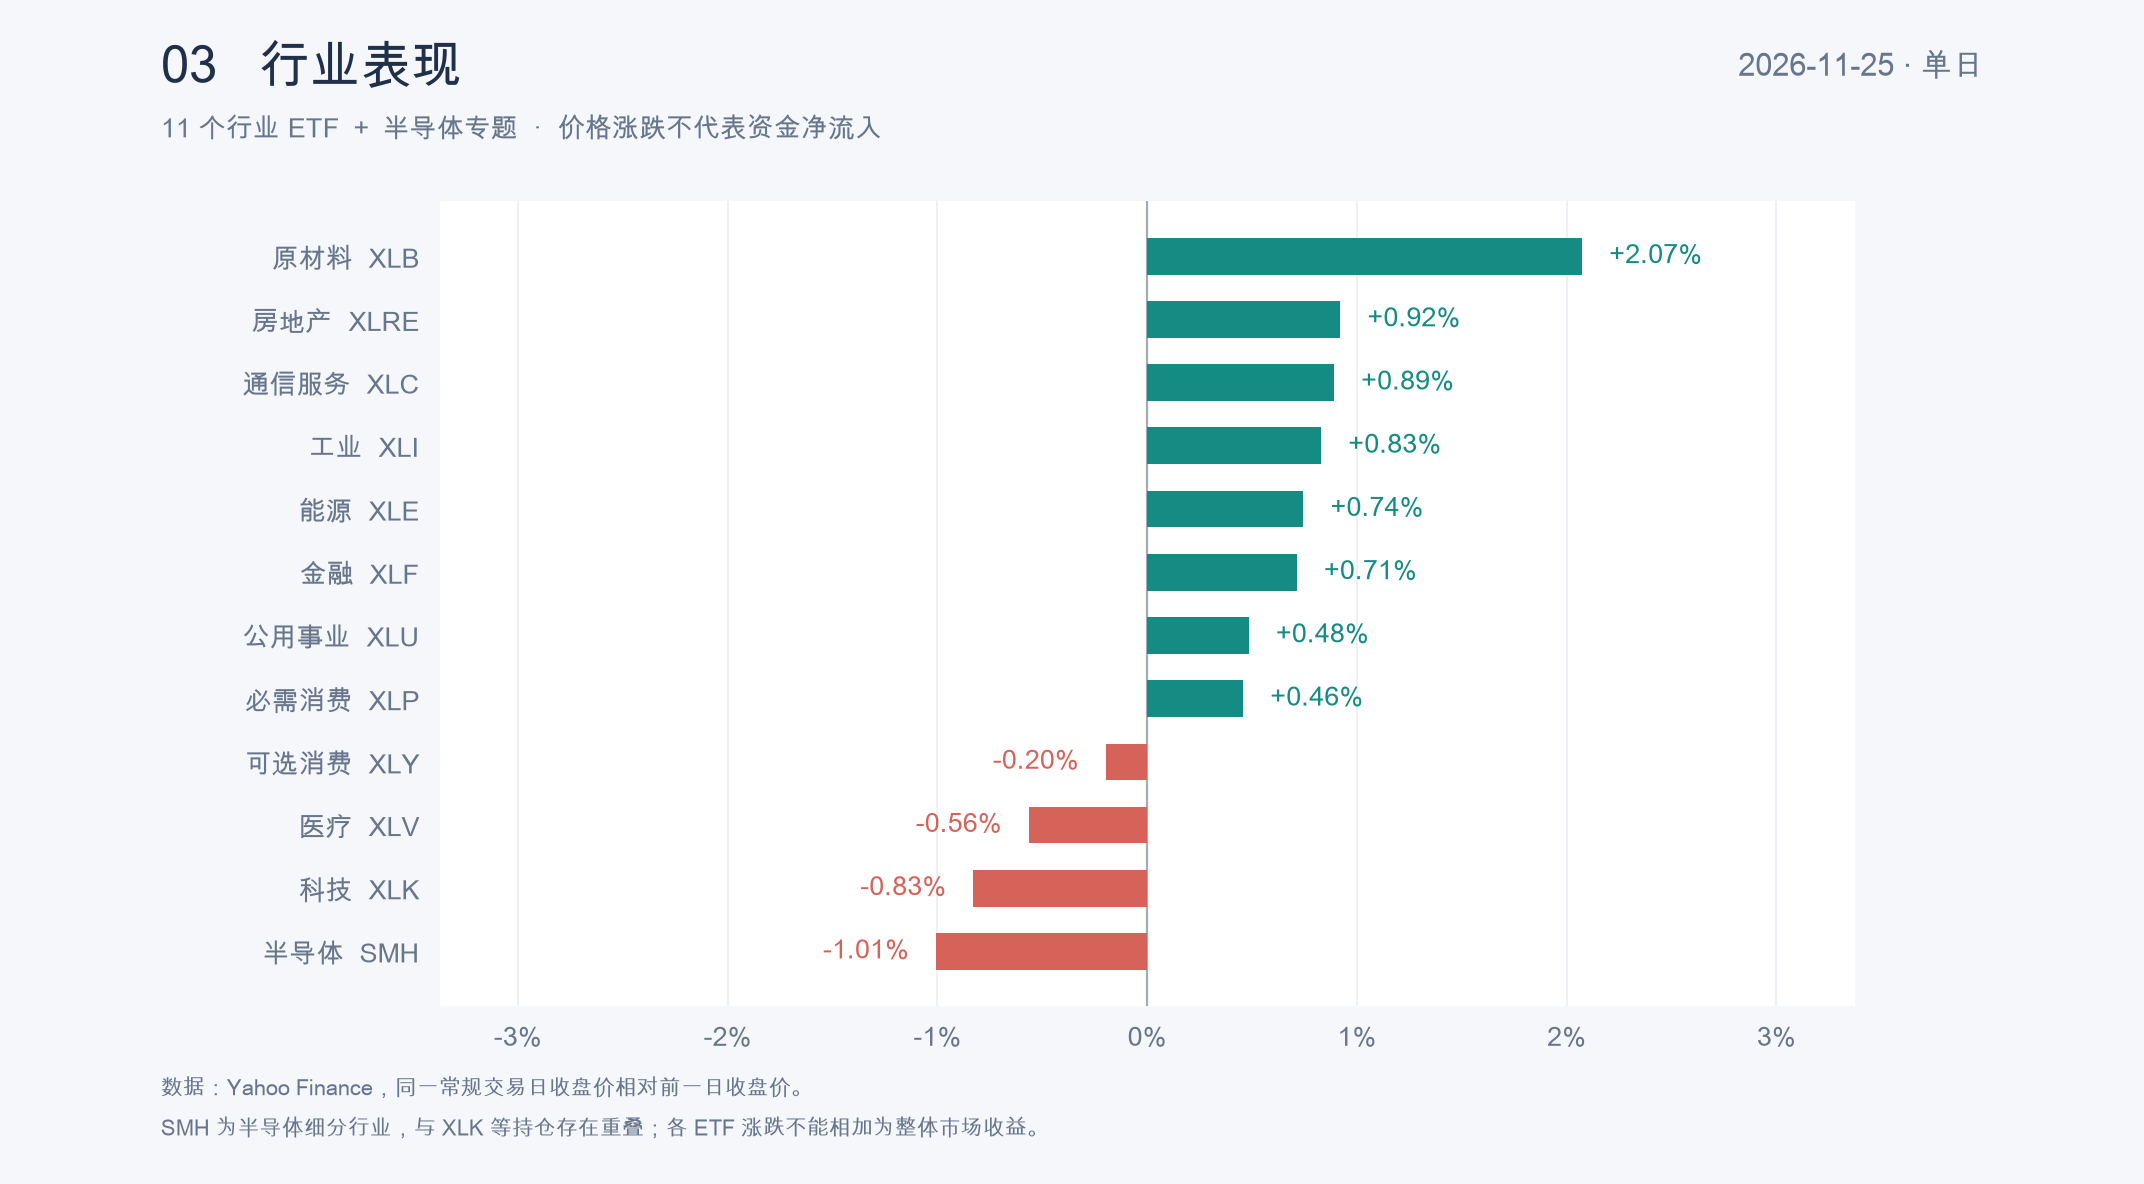 03 行业表现
2026-11-25 · 单日
11 个行业 ETF + 半导体专题 · 价格涨跌不代表资金净流入
原材料 XLB +2.07%
房地产 XLRE +0.92%
通信服务 XLC +0.89%
工业 XLI +0.83%
能源 XLE +0.74%
金融 XLF +0.71%
公用事业 XLU +0.48%
必需消费 XLP +0.46%
可选消费 XLY -0.20%
医疗 XLV -0.56%
科技 XLK -0.83%
半导体 SMH -1.01%
-3% -2% -1% 0% 1% 2% 3%
数据：Yahoo Finance，同一常规交易日收盘价相对前一日收盘价。
SMH 为半导体细分行业，与 XLK 等持仓存在重叠；各 ETF 涨跌不能相加为整体市场收益。